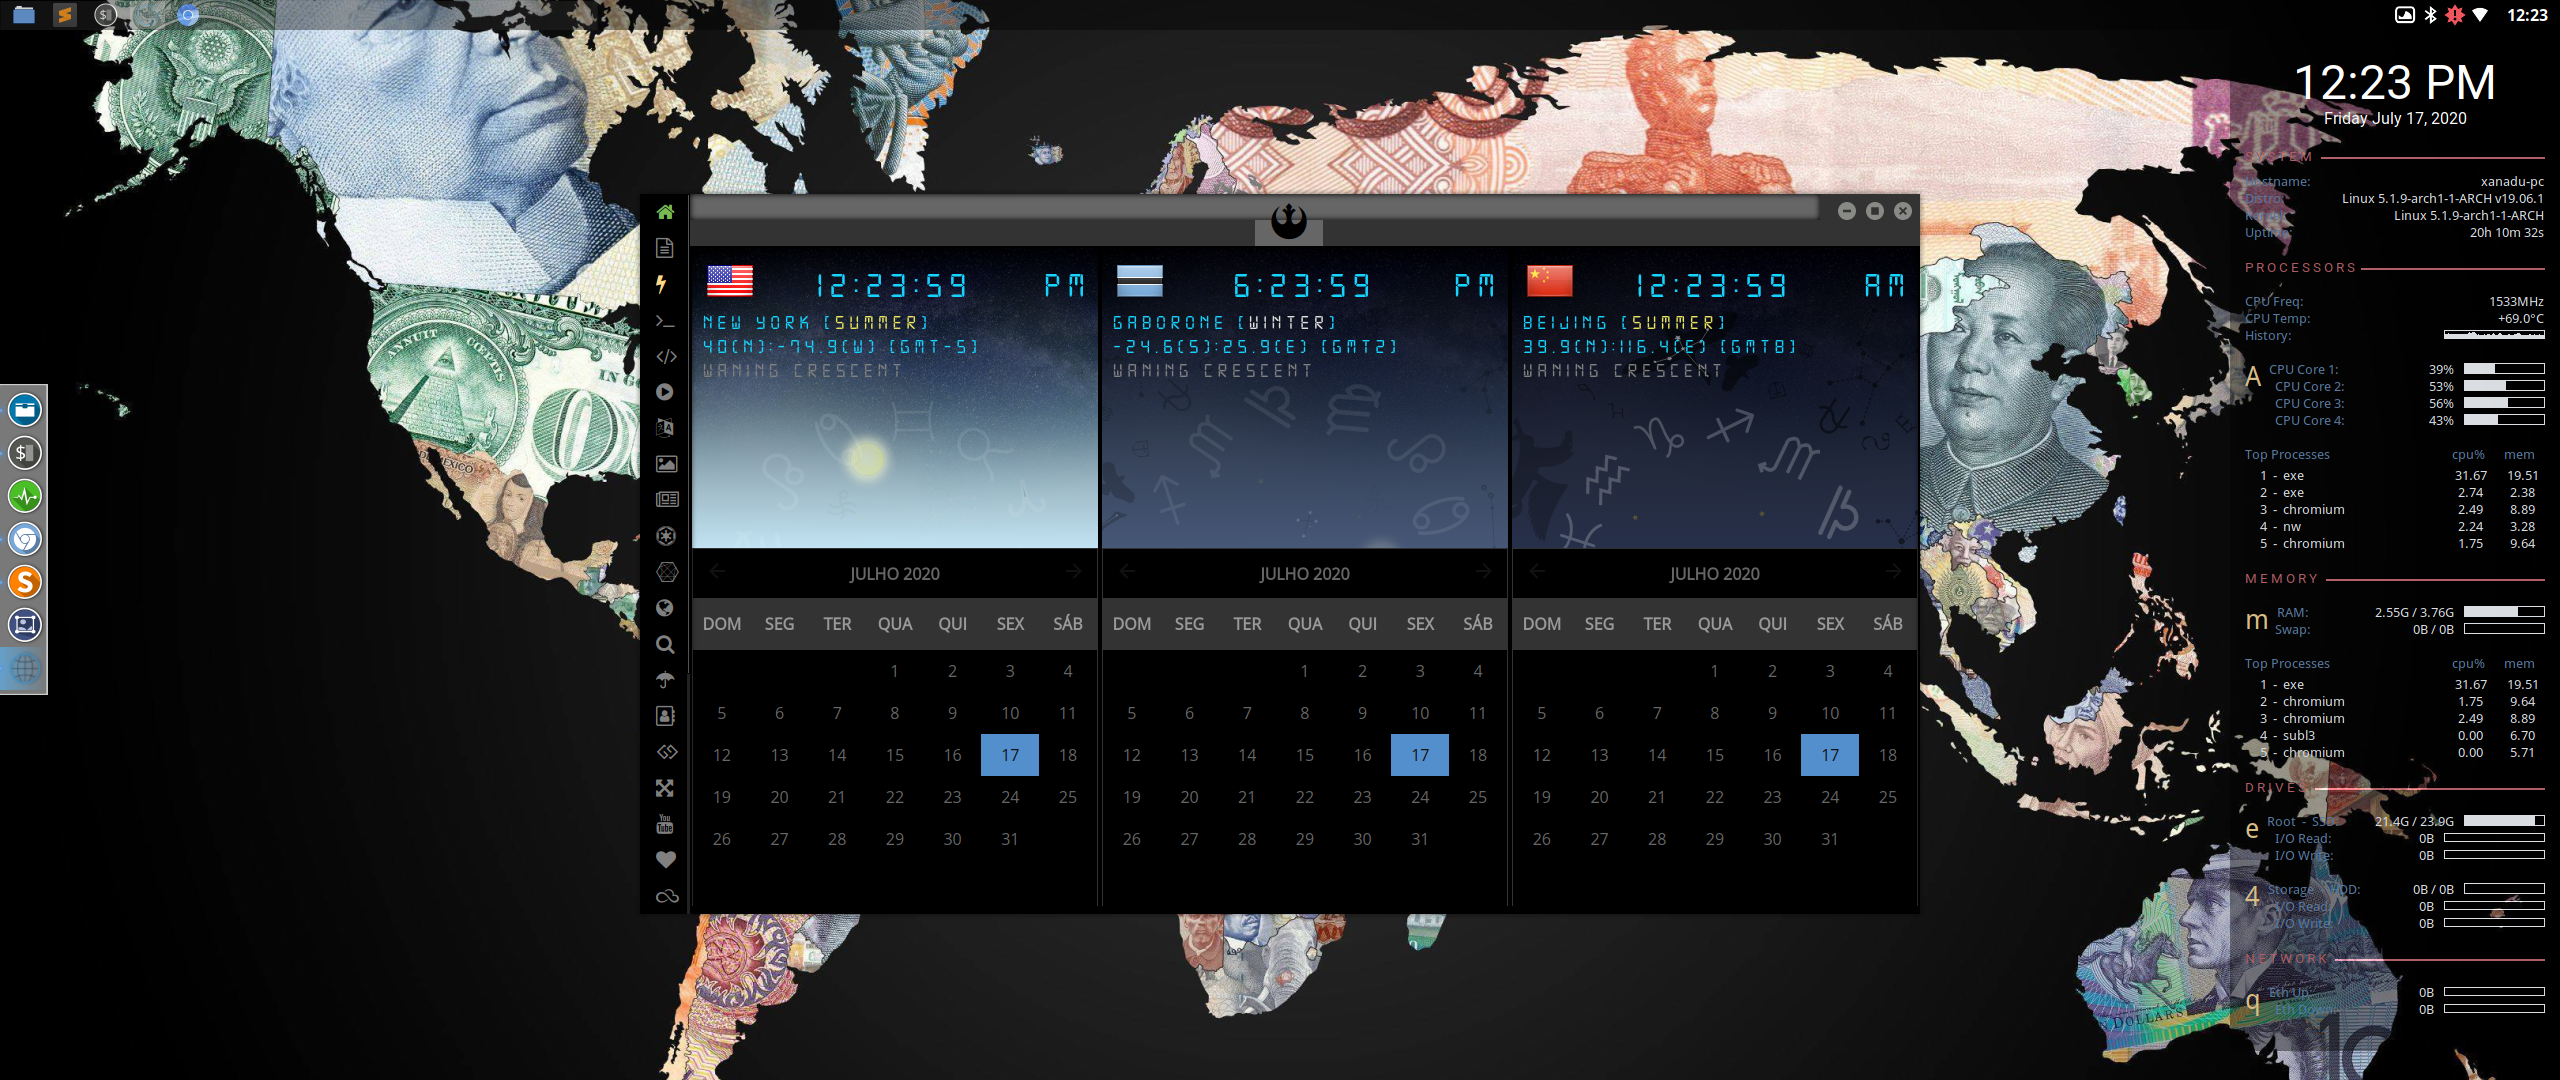 12:23
12:23 PM
Friday July 17, 2020
SYSTEM
Hostname: xanadu-pc
Distro: Linux 5.1.9-arch1-1-ARCH v19.06.1
Linux 5.1.9-arch1-1-ARCH
Uptime: 20h 10m 32s
PROCESSORS
CPU Freq: 1533MHz
CPU Temp: +69.0°C
History:
A CPU Core 1: 39%
CPU Core 2: 53%
CPU Core 3: 56%
CPU Core 4: 43%
Top Processes cpu% mem
1 - exe 31.67 19.51
2 - exe 2.74 2.38
3 - chromium 2.49 8.89
4 - nw 2.24 3.28
5 - chromium 1.75 9.64
MEMORY
m RAM: 2.55G / 3.76G
Swap: 0B / 0B
Top Processes cpu% mem
1 - exe 31.67 19.51
2 - chromium 1.75 9.64
3 - chromium 2.49 8.89
4 - subl3 0.00 6.70
5 - chromium 0.00 5.71
DRIVES
e Root - SSD: 21.4G / 23.9G
I/O Read: 0B
I/O Write: 0B
4 Storage HDD: 0B / 0B
I/O Read: 0B
I/O Write: 0B
NETWORK
q Eth Up: 0B
Eth Down: 0B
12:23:59 PM
NEW YORK (SUMMER)
40(N):-74.9(W) (GMT-5)
WANING CRESCENT
JULHO 2020
DOM SEG TER QUA QUI SEX SÁB
1 2 3 4
5 6 7 8 9 10 11
12 13 14 15 16 17 18
19 20 21 22 23 24 25
26 27 28 29 30 31
6:23:59 PM
GABORONE (WINTER)
-24.6(S):25.9(E) (GMT2)
WANING CRESCENT
JULHO 2020
DOM SEG TER QUA QUI SEX SÁB
1 2 3 4
5 6 7 8 9 10 11
12 13 14 15 16 17 18
19 20 21 22 23 24 25
26 27 28 29 30 31
12:23:59 AM
BEIJING (SUMMER)
39.9(N):116.4(E) (GMT8)
WANING CRESCENT
JULHO 2020
DOM SEG TER QUA QUI SEX SÁB
1 2 3 4
5 6 7 8 9 10 11
12 13 14 15 16 17 18
19 20 21 22 23 24 25
26 27 28 29 30 31
You
Tube
ANNUIT CŒPTIS
IN G
DOLLARS